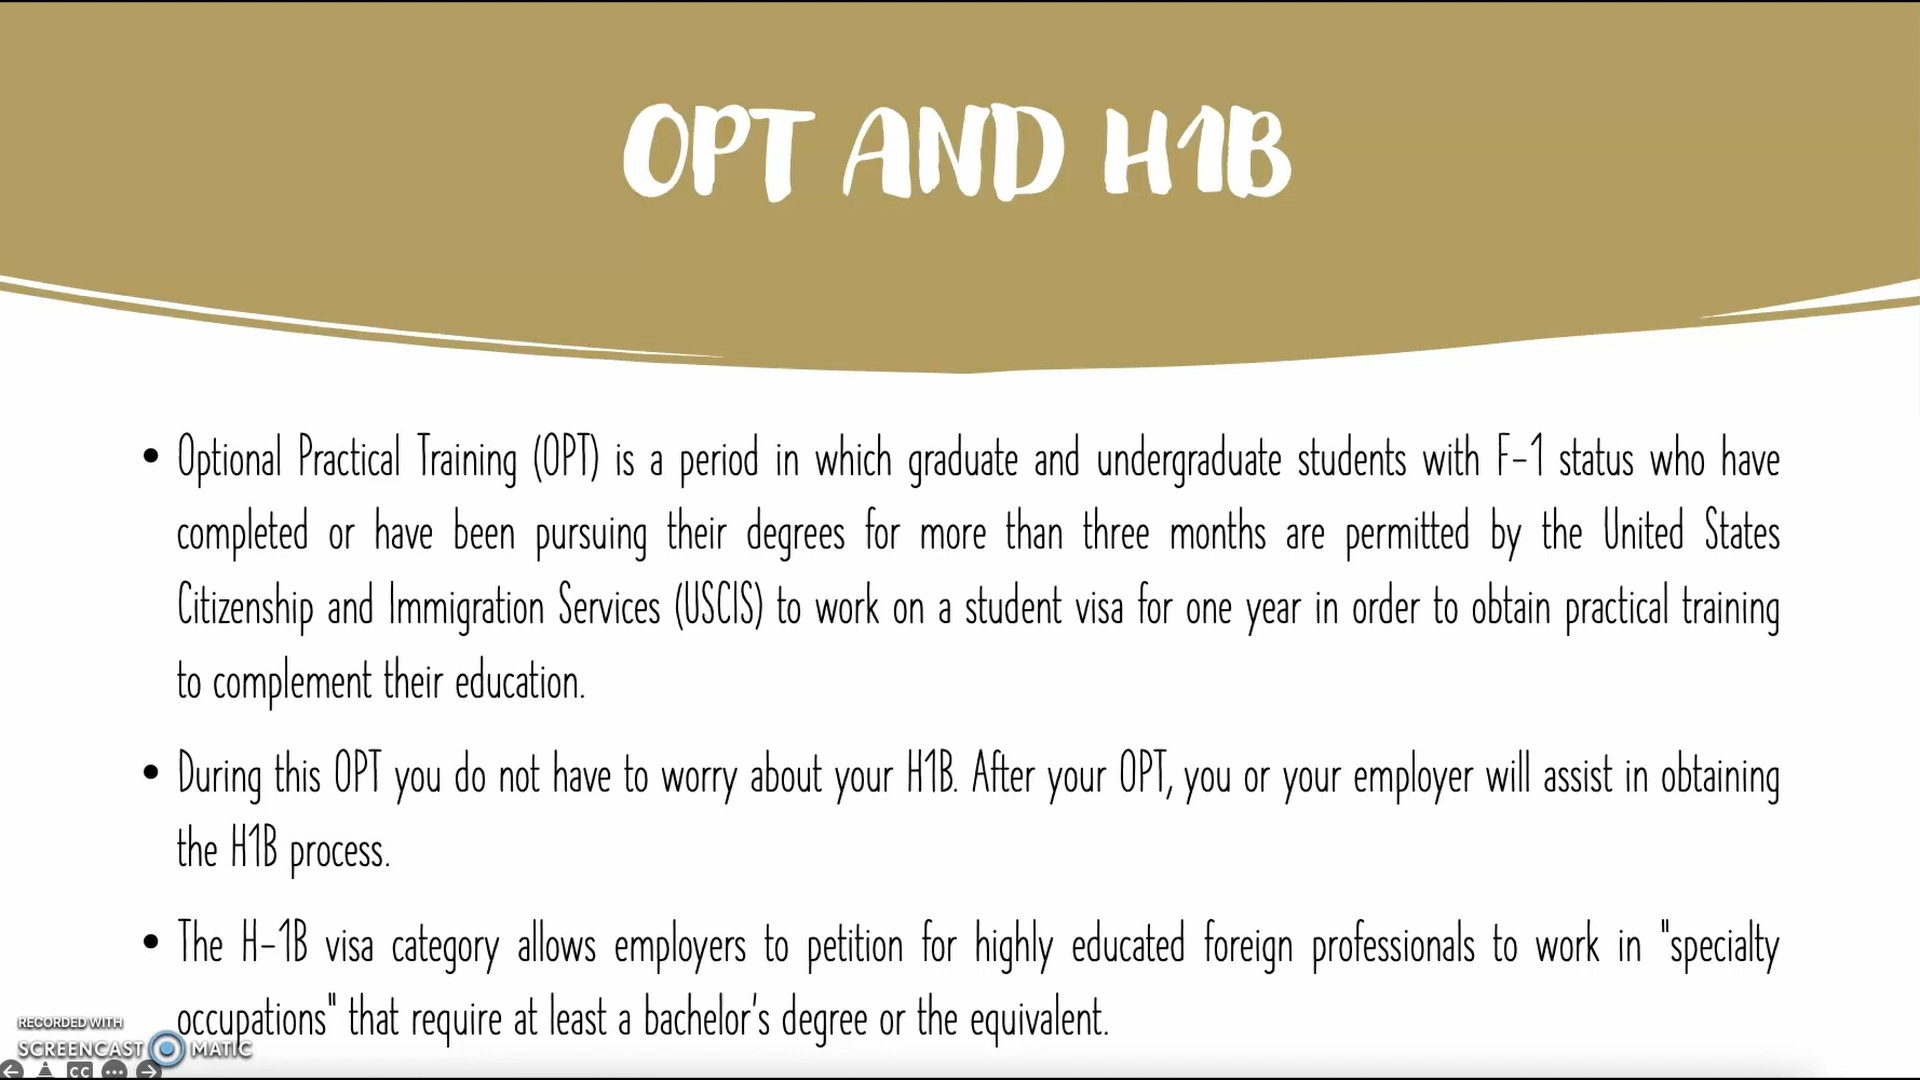 OPT AND H1B
• Optional Practical Training (OPT) is a period in which graduate and undergraduate students with F-1 status who have
completed or have been pursuing their degrees for more than three months are permitted by the United States
Citizenship and Immigration Services (USCIS) to work on a student visa for one year in order to obtain practical training
to complement their education.
• During this OPT you do not have to worry about your H1B. After your OPT, you or your employer will assist in obtaining
the H1B process.
• The H-1B visa category allows employers to petition for highly educated foreign professionals to work in "specialty
occupations" that require at least a bachelor's degree or the equivalent.
RECORDED WITH
SCREENCAST MATIC
CC